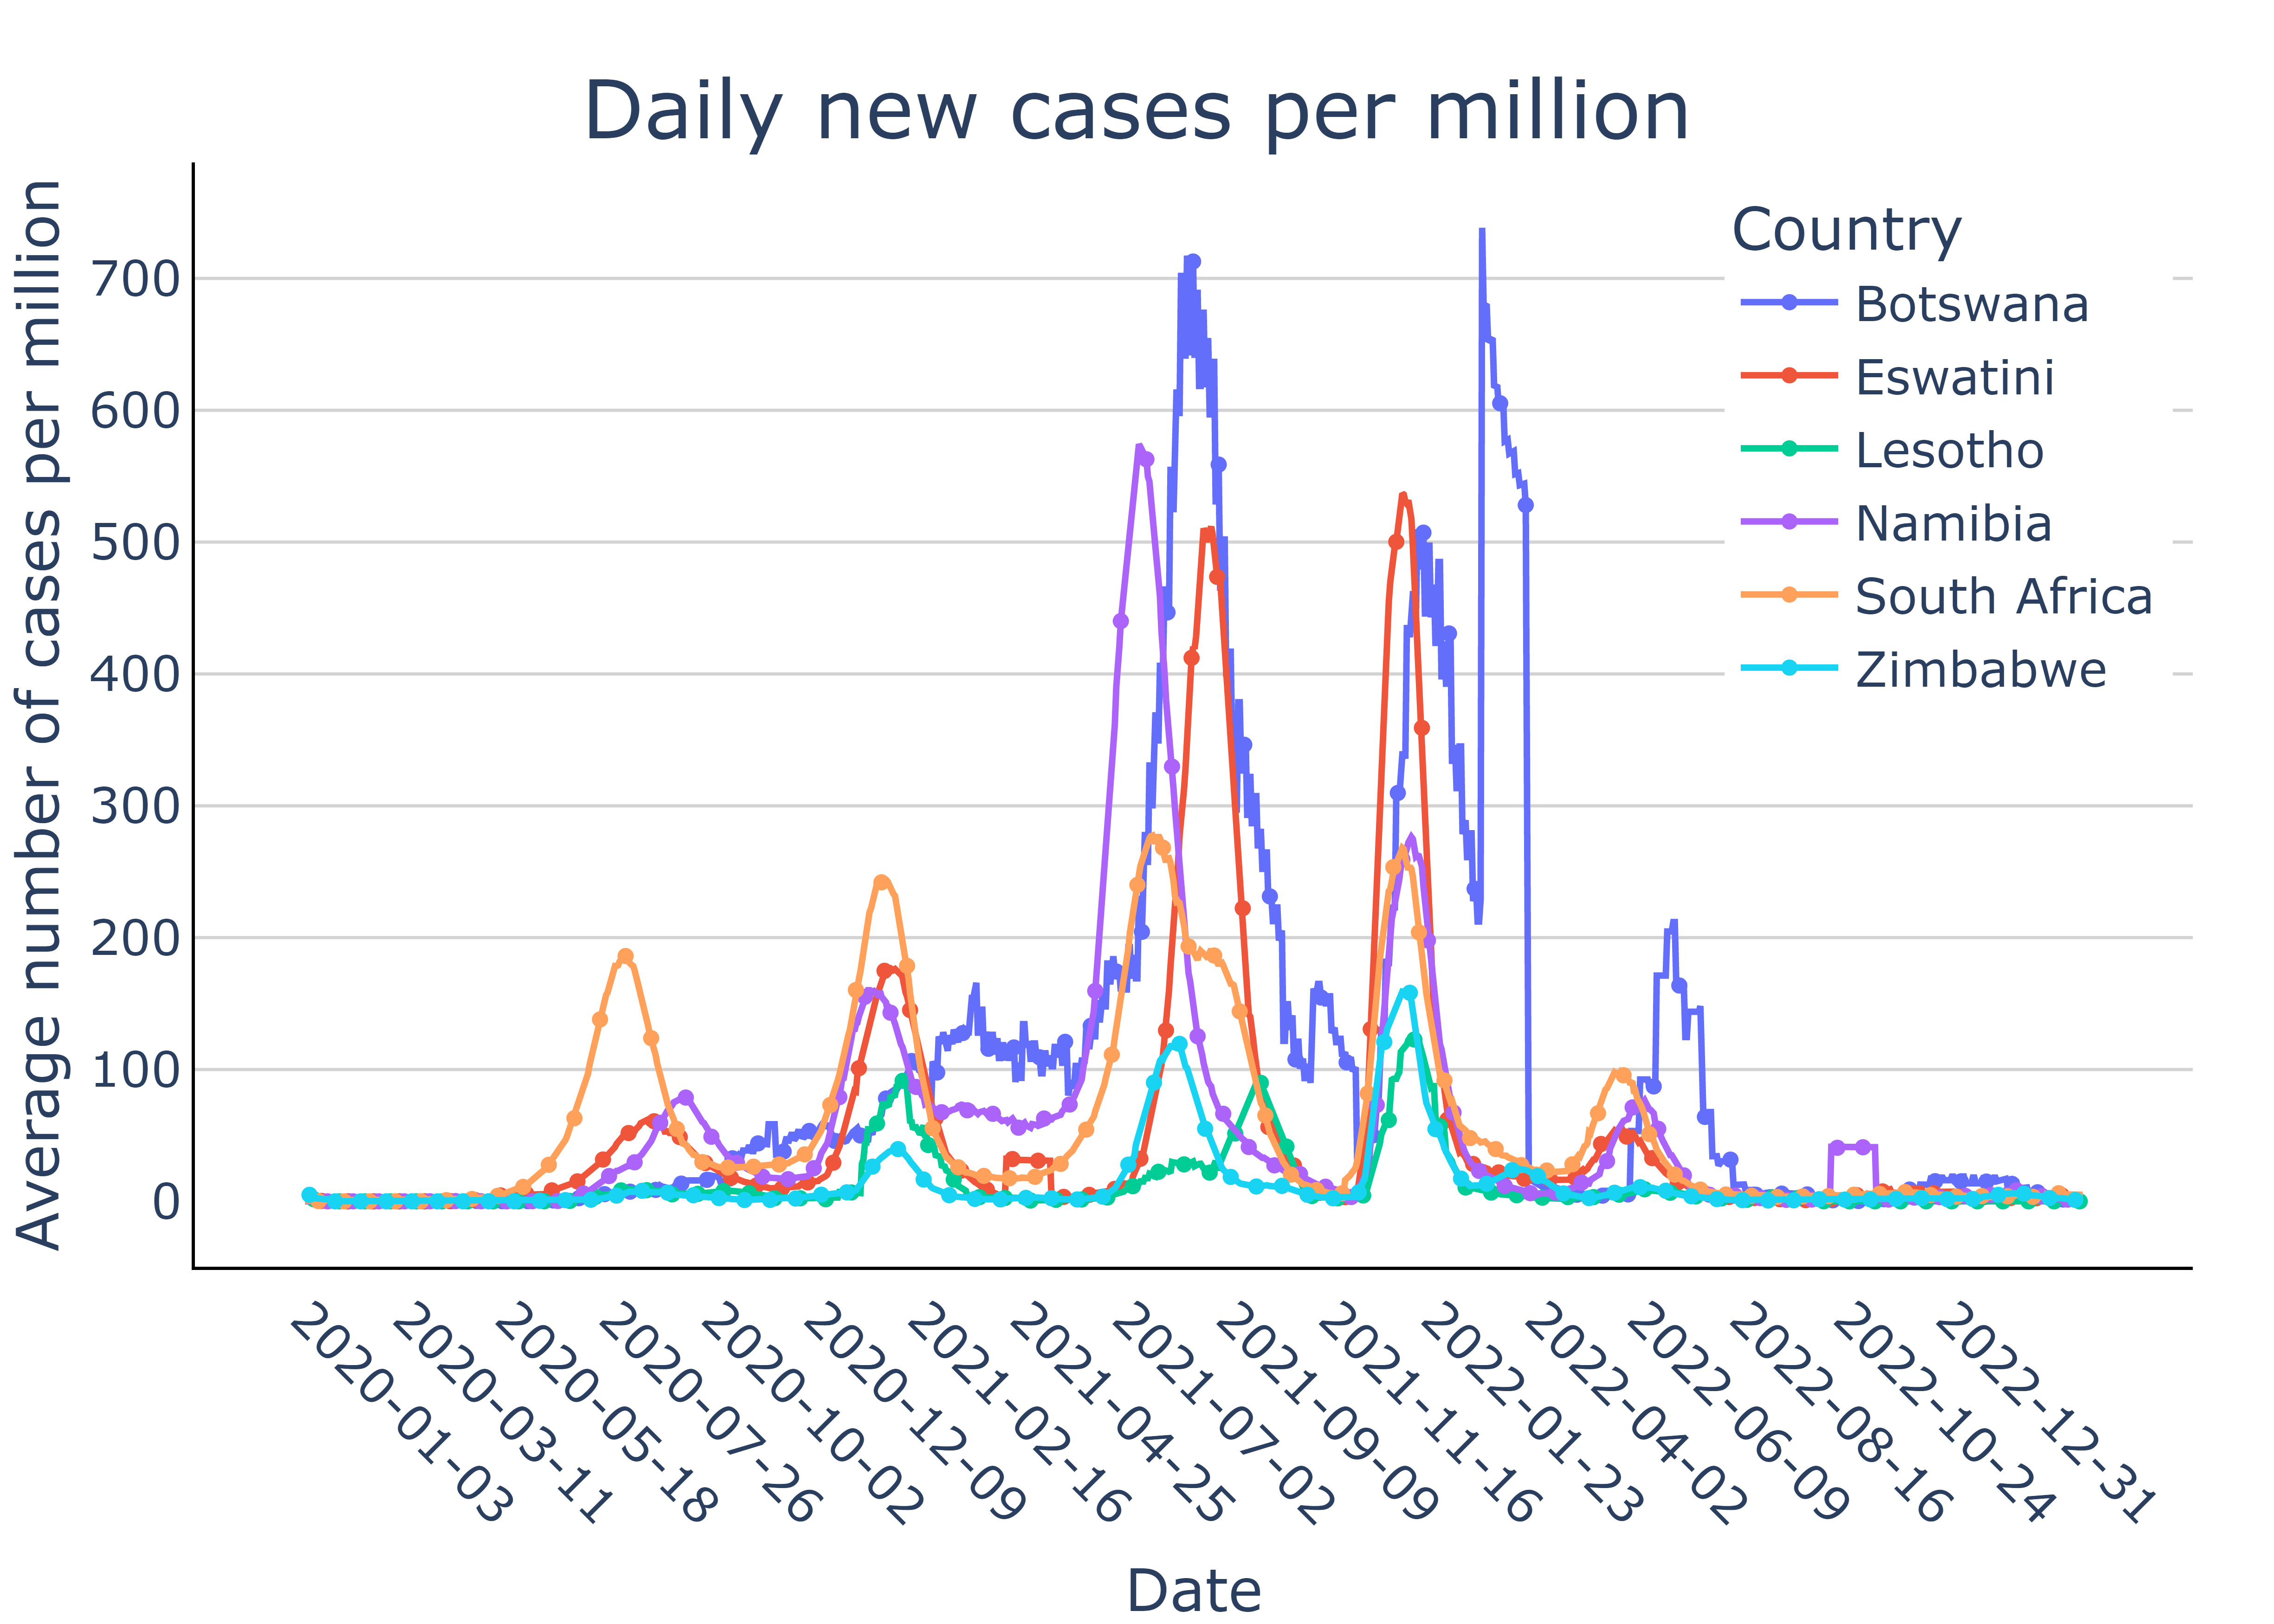 Daily new cases per million
Average number of cases per million
700
600
500
400
300
200
100
0
Country
Botswana
Eswatini
Lesotho
Namibia
South Africa
Zimbabwe
2020-01-03
2020-03-11
2020-05-18
2020-07-26
2020-10-02
2020-12-09
2021-02-16
2021-04-25
2021-07-02
2021-09-09
2021-11-16
2022-01-23
2022-04-02
2022-06-09
2022-08-16
2022-10-24
2022-12-31
Date